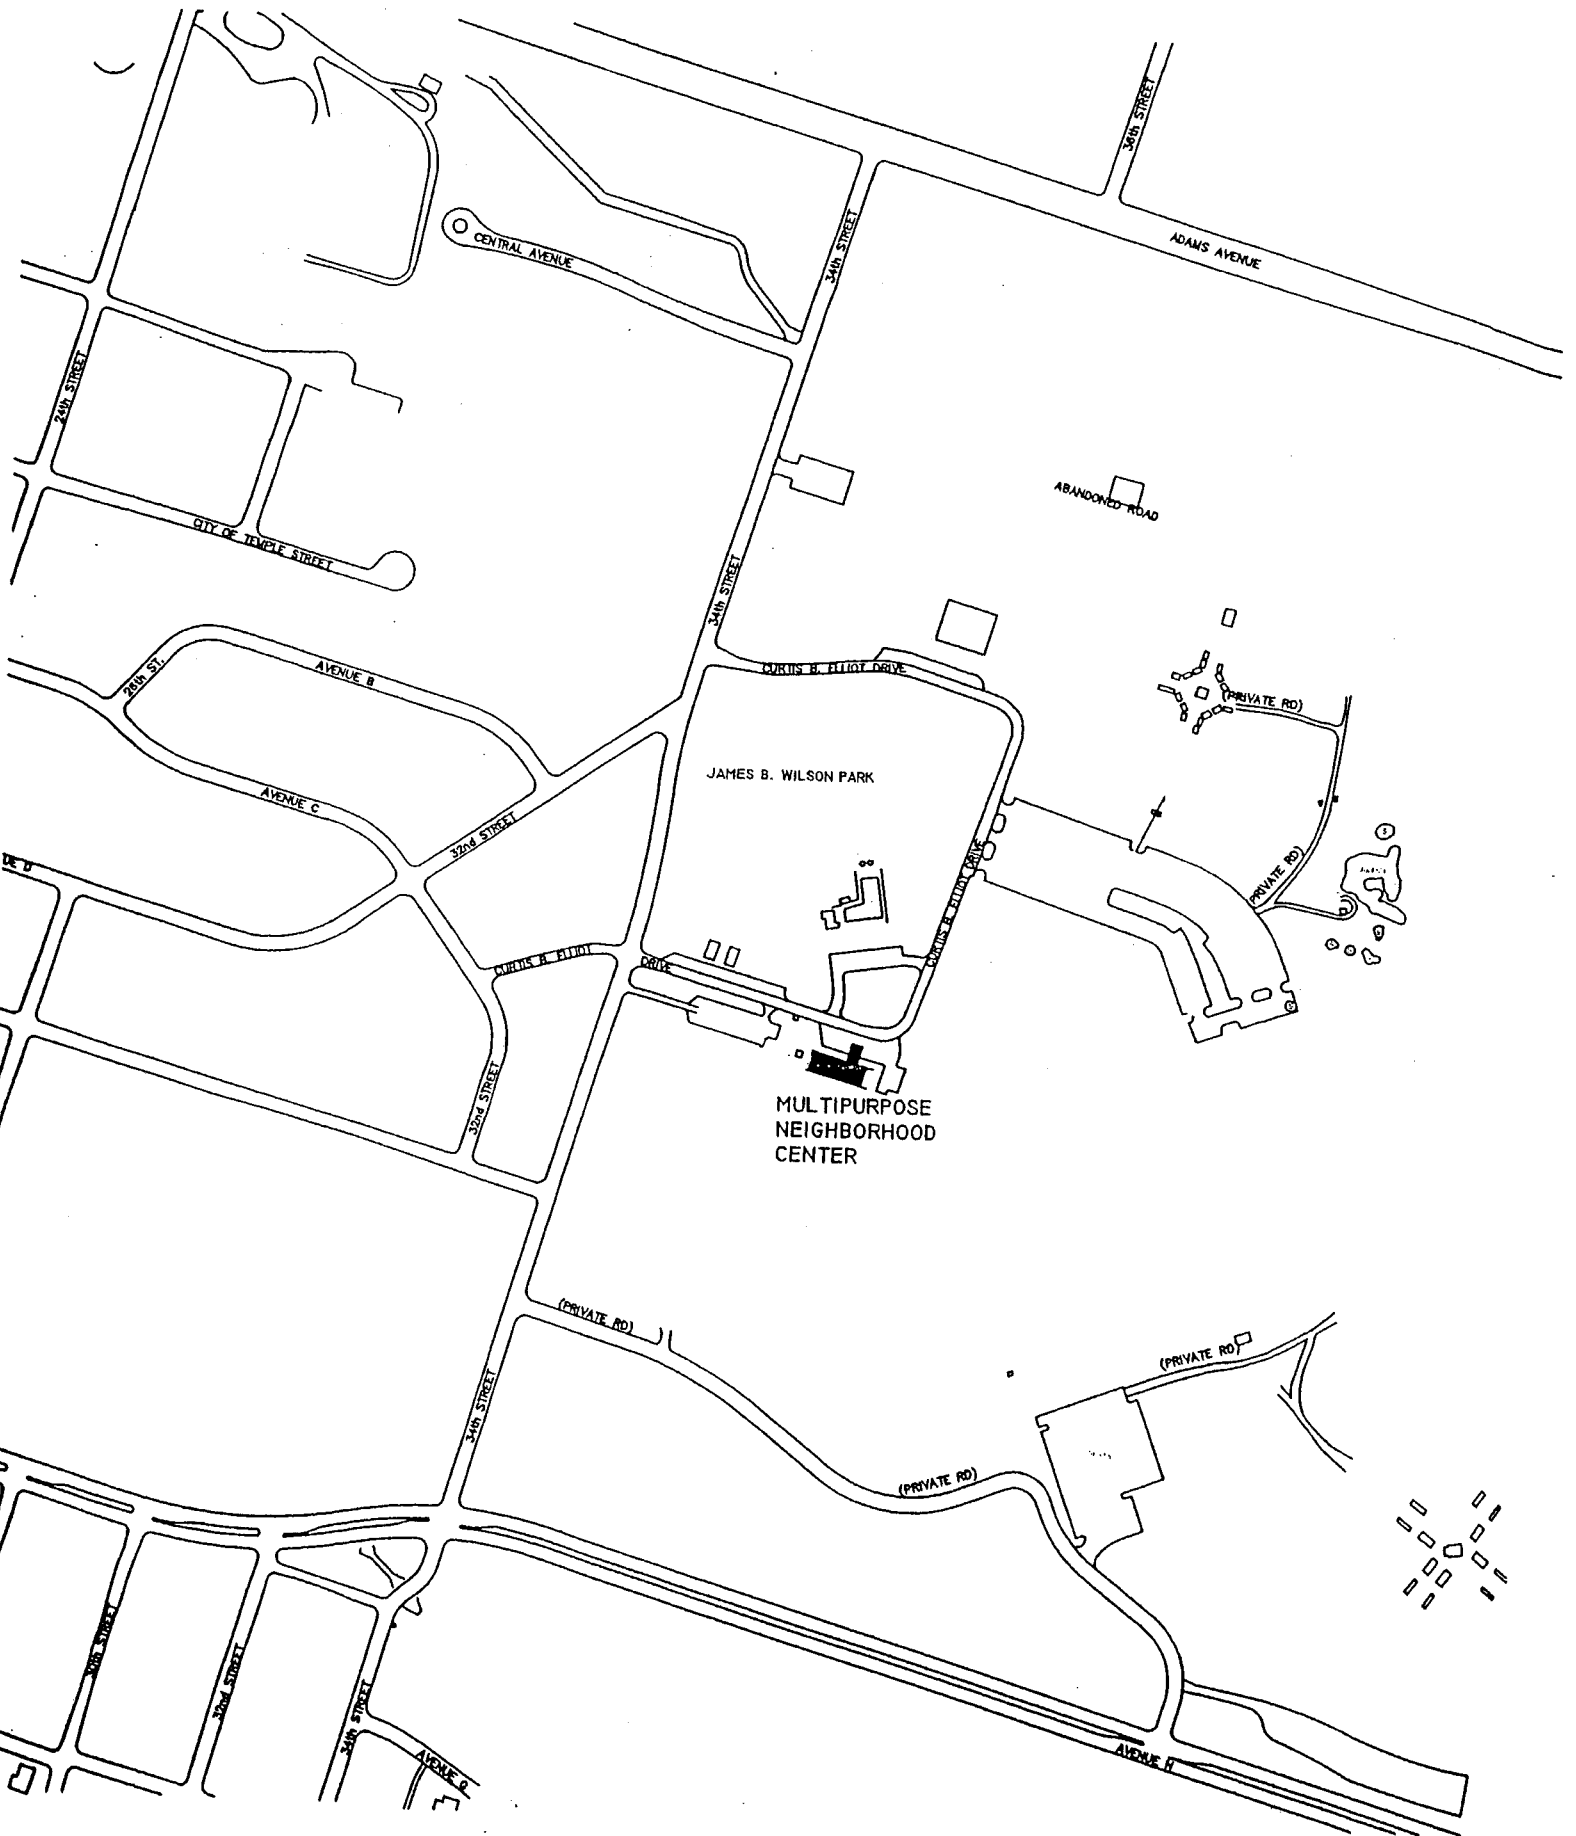 36th STREET
34th STREET
ADAMS AVENUE
CENTRAL AVENUE
24th STREET
ABANDONED ROAD
CITY OF TEMPLE STREET
34th STREET
CURTIS B. ELLIOT DRIVE
26th ST.
AVENUE B
(PRIVATE RD)
JAMES B. WILSON PARK
AVENUE C
32nd STREET
UE D
PRIVATE RD)
CURTIS B. ELLIOT DRIVE
CURTIS B. ELLIOT
DRIVE
32nd STREET
MULTIPURPOSE
NEIGHBORHOOD
CENTER
(PRIVATE RD)
(PRIVATE RD)
34th STREET
(PRIVATE RD)
30th STREET
32nd STREET
34th STREET
AVENUE H